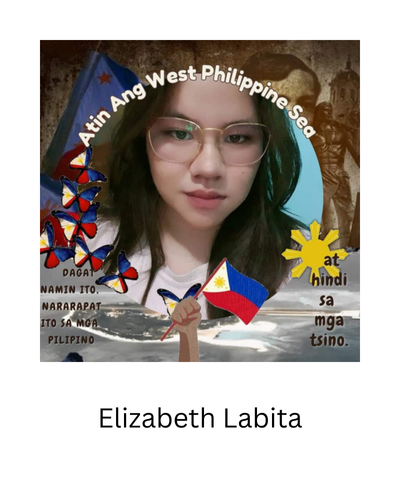 Atin Ang West Philippine Sea
DAGAT
NAMIN ITO.
NARARAPAT
ITO SA MGA
PILIPINO
at
hindi
sa
mga
tsino.
Elizabeth Labita